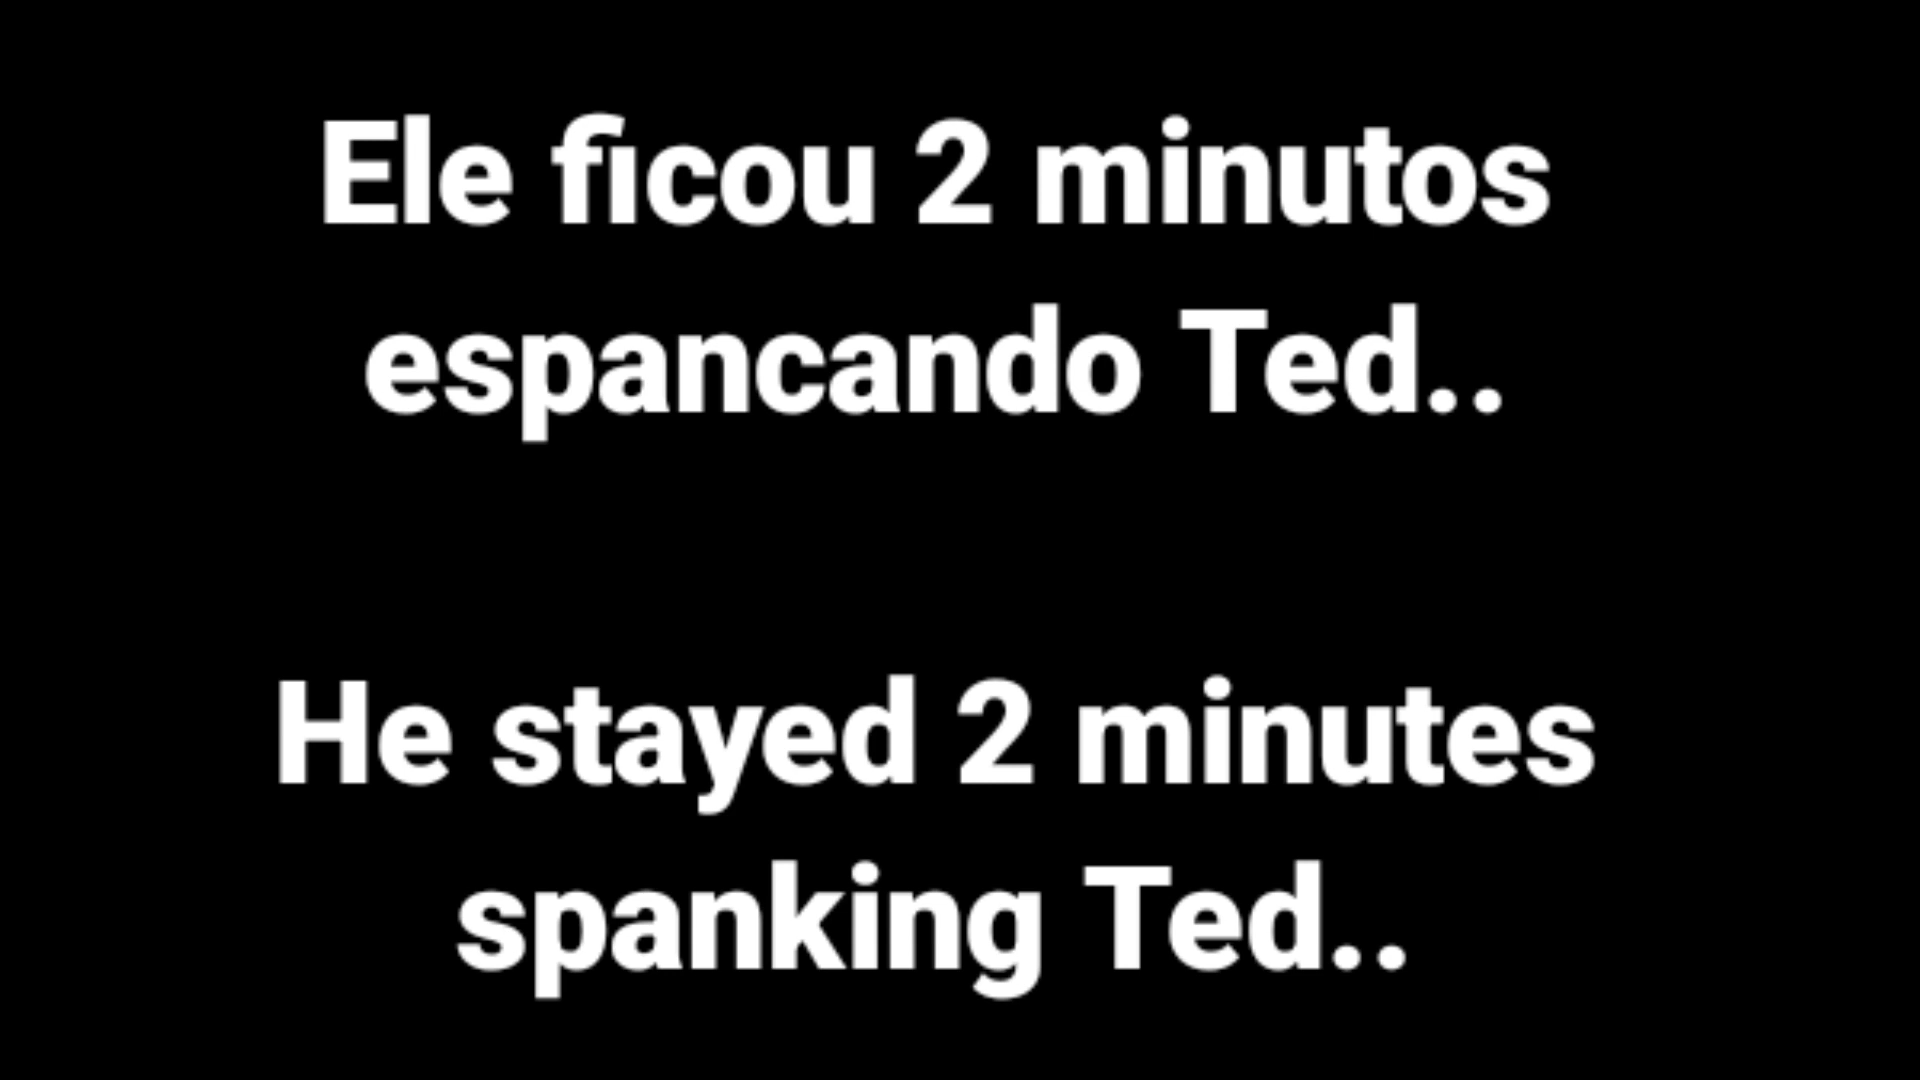 Ele ficou 2 minutos
espancando Ted..
He stayed 2 minutes
spanking Ted..